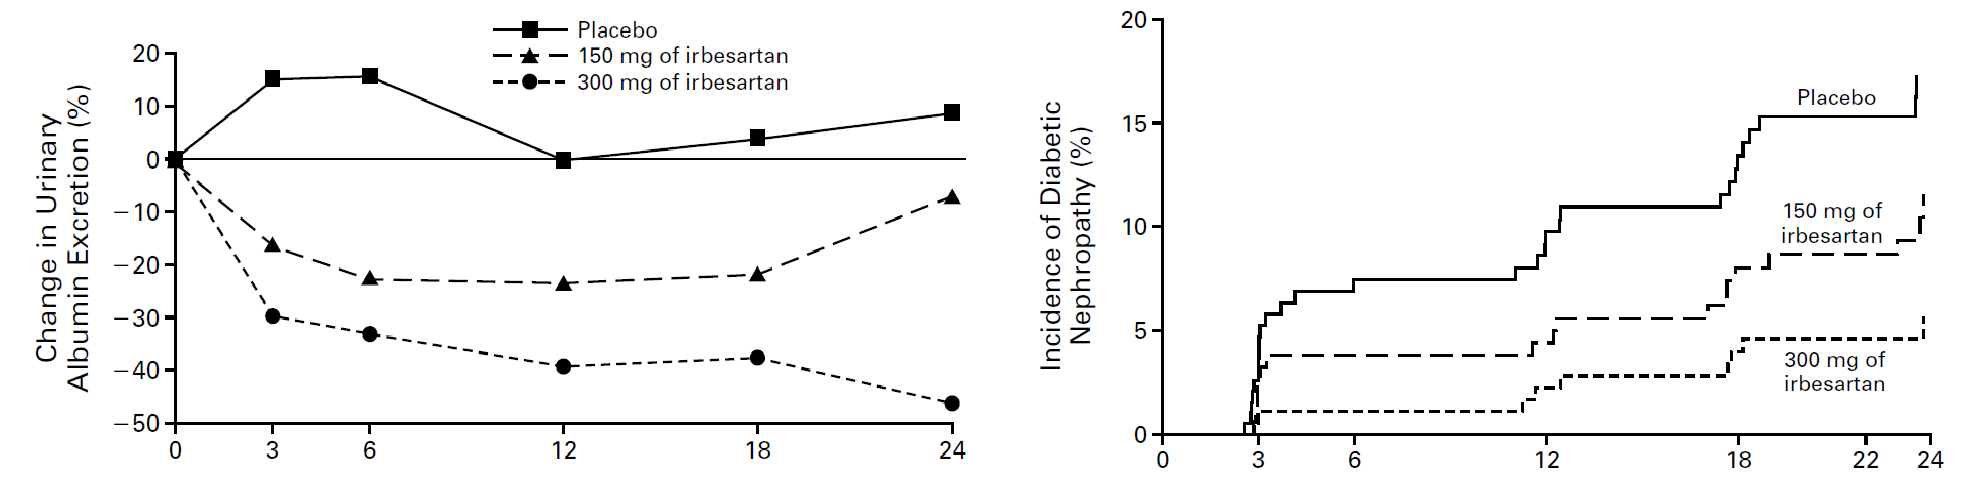 Placebo
150 mg of irbesartan
300 mg of irbesartan
Change in Urinary
Albumin Excretion (%)
20
10
0
−10
−20
−30
−40
−50
0 3 6 12 18 24
Incidence of Diabetic
Nephropathy (%)
20
15
10
5
0
Placebo
150 mg of
irbesartan
300 mg of
irbesartan
0 3 6 12 18 22 24